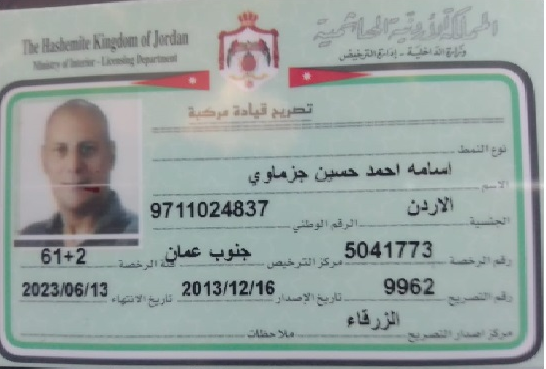 The Hashemite Kingdom of Jordan
Ministry of Interior - Licensing Department
المملكة الأردنية الهاشمية
وزارة الداخلية - إدارة الترخيص
تصريح قيادة مركبة
نوع النمط
اسامه احمد حسين جزماوي الاسم
الجنسية الاردن الرقم الوطني 9711024837
رقم الرخصة 5041773 مركز الترخيص جنوب عمان فئة الرخصة 61+2
رقم التصريح 9962 تاريخ الإصدار 2013/12/16 تاريخ الانتهاء 2023/06/13
مركز اصدار التصريح الزرقاء ملاحظات